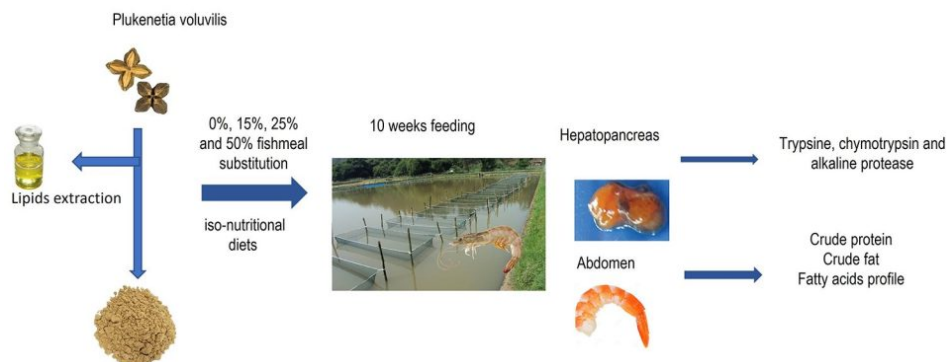 Plukenetia voluvilis
Lipids extraction
0%, 15%, 25%
and 50% fishmeal
substitution
iso-nutritional
diets
10 weeks feeding
Hepatopancreas
Trypsine, chymotrypsin and
alkaline protease
Abdomen
Crude protein
Crude fat
Fatty acids profile